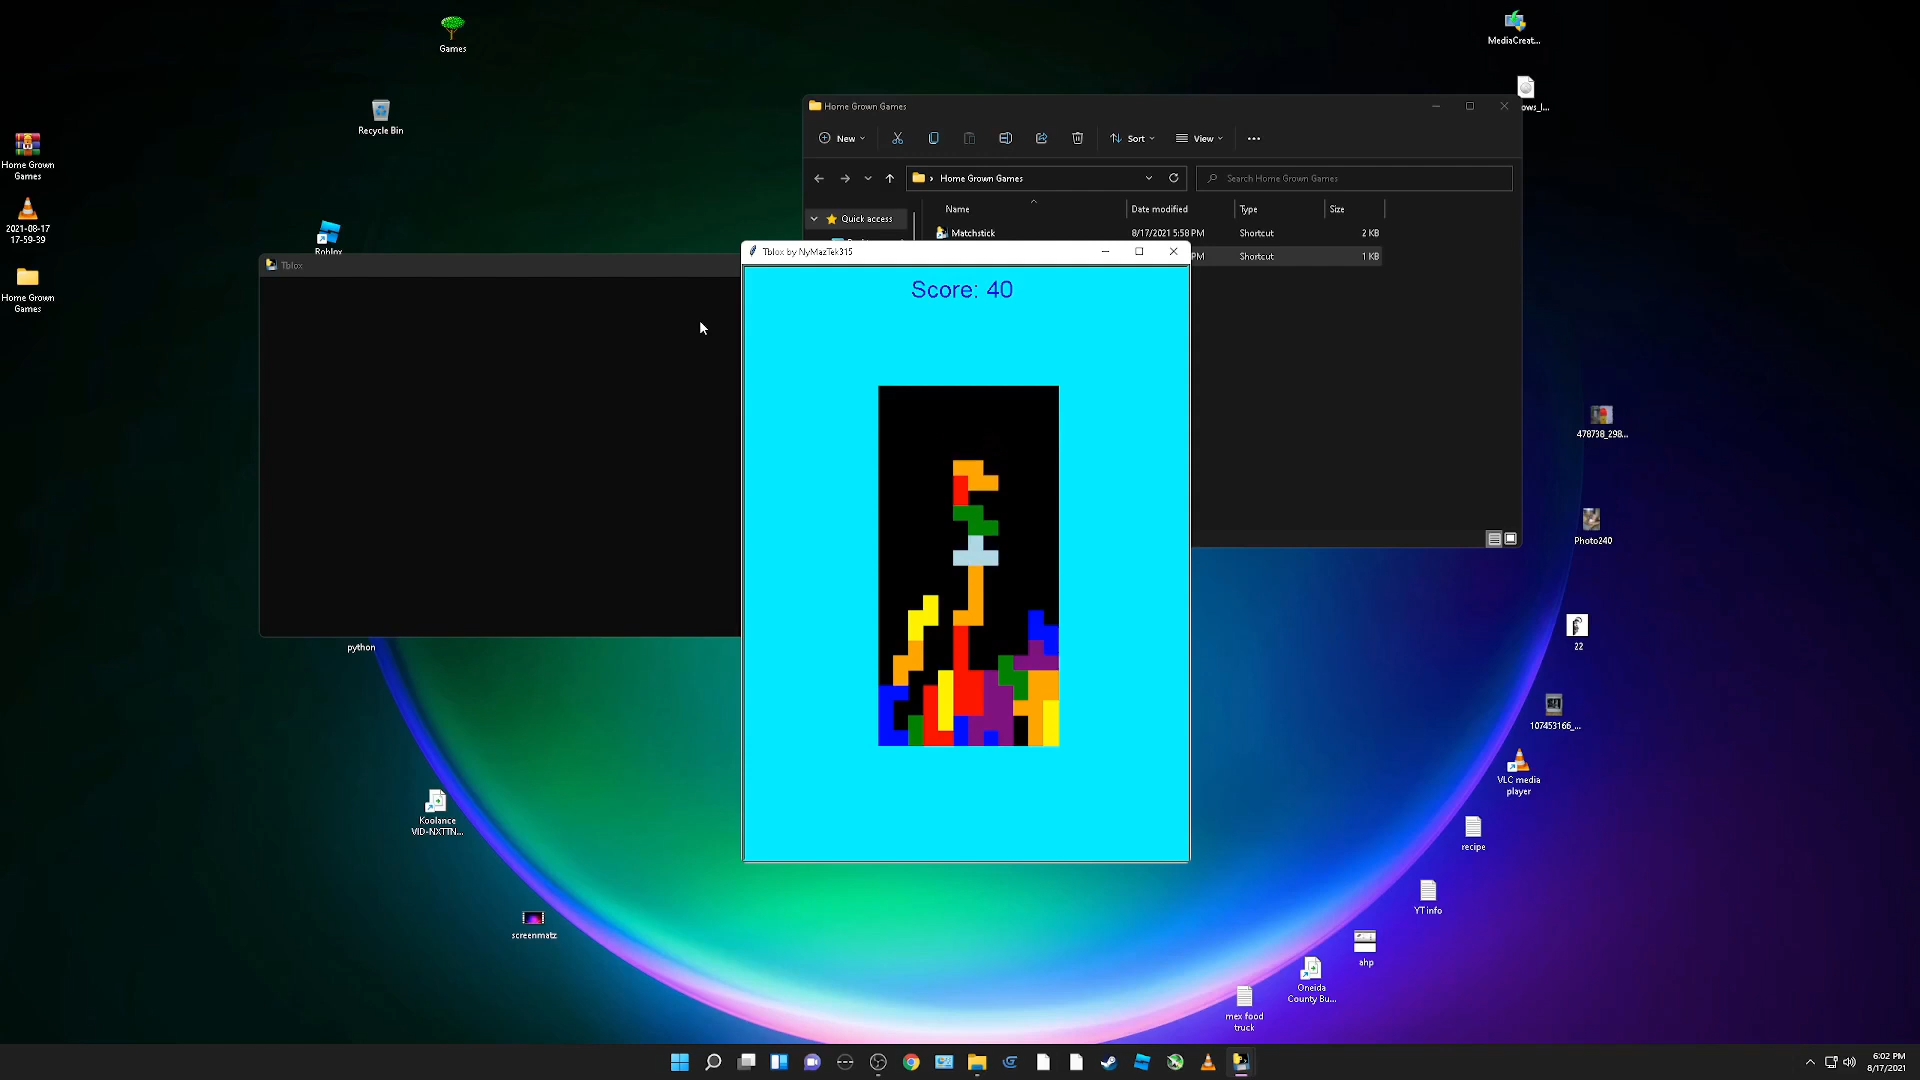 Games
MediaCreat...
Recycle Bin
Home Grown
Games
2021-08-17
17-59-39
Roblox
Home Grown
Games
Home Grown Games
New
Sort
View
Home Grown Games
Search Home Grown Games
Quick access
Name
Date modified
Type
Size
Matchstick
8/17/2021 5:58 PM
Shortcut
2 KB
PM
Shortcut
1 KB
Tblox
Tblox by NyMazTek315
Score: 40
478738_298...
Photo240
22
107453166_...
VLC media
player
recipe
YT info
ahp
Oneida
County Bu...
mex food
truck
python
Koolance
VID-NXTTN...
screenmatz
6:02 PM
8/17/2021